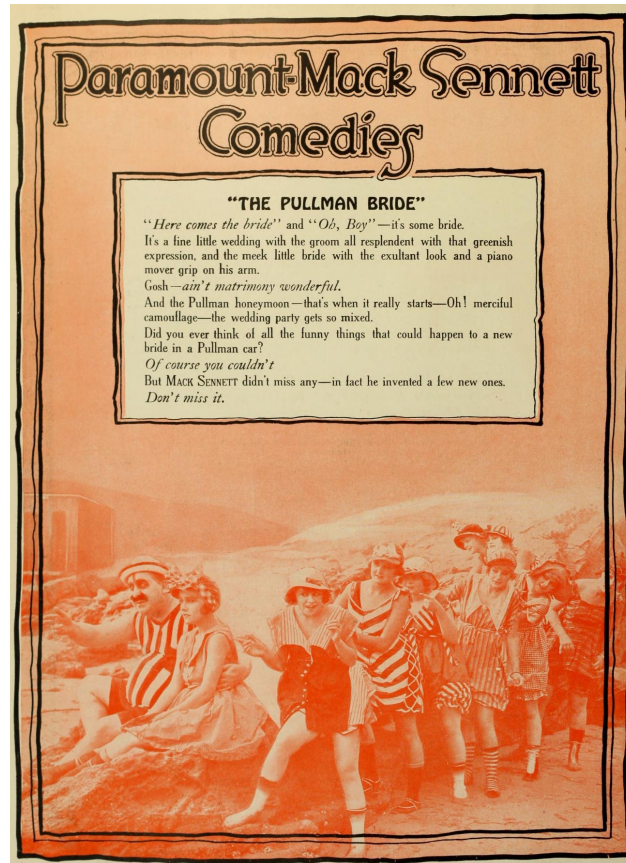 Paramount-Mack Sennett
Comedies
"THE PULLMAN BRIDE"
"Here comes the bride" and "Oh, Boy"—it's some bride.
It's a fine little wedding with the groom all resplendent with that greenish
expression, and the meek little bride with the exultant look and a piano
mover grip on his arm.
Gosh—ain't matrimony wonderful.
And the Pullman honeymoon—that's when it really starts—Oh! merciful
camouflage—the wedding party gets so mixed.
Did you ever think of all the funny things that could happen to a new
bride in a Pullman car?
Of course you couldn't
But MACK SENNETT didn't miss any—in fact he invented a few new ones.
Don't miss it.